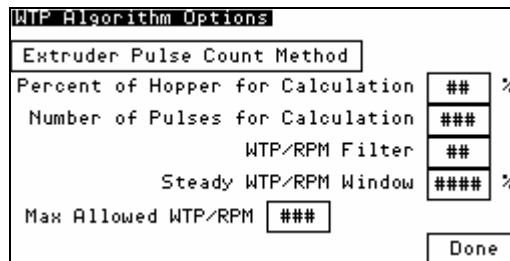 WTP Algorithm Options
Extruder Pulse Count Method
Percent of Hopper for Calculation ## %
Number of Pulses for Calculation ###
WTP/RPM Filter ##
Steady WTP/RPM Window #### %
Max Allowed WTP/RPM ###
Done